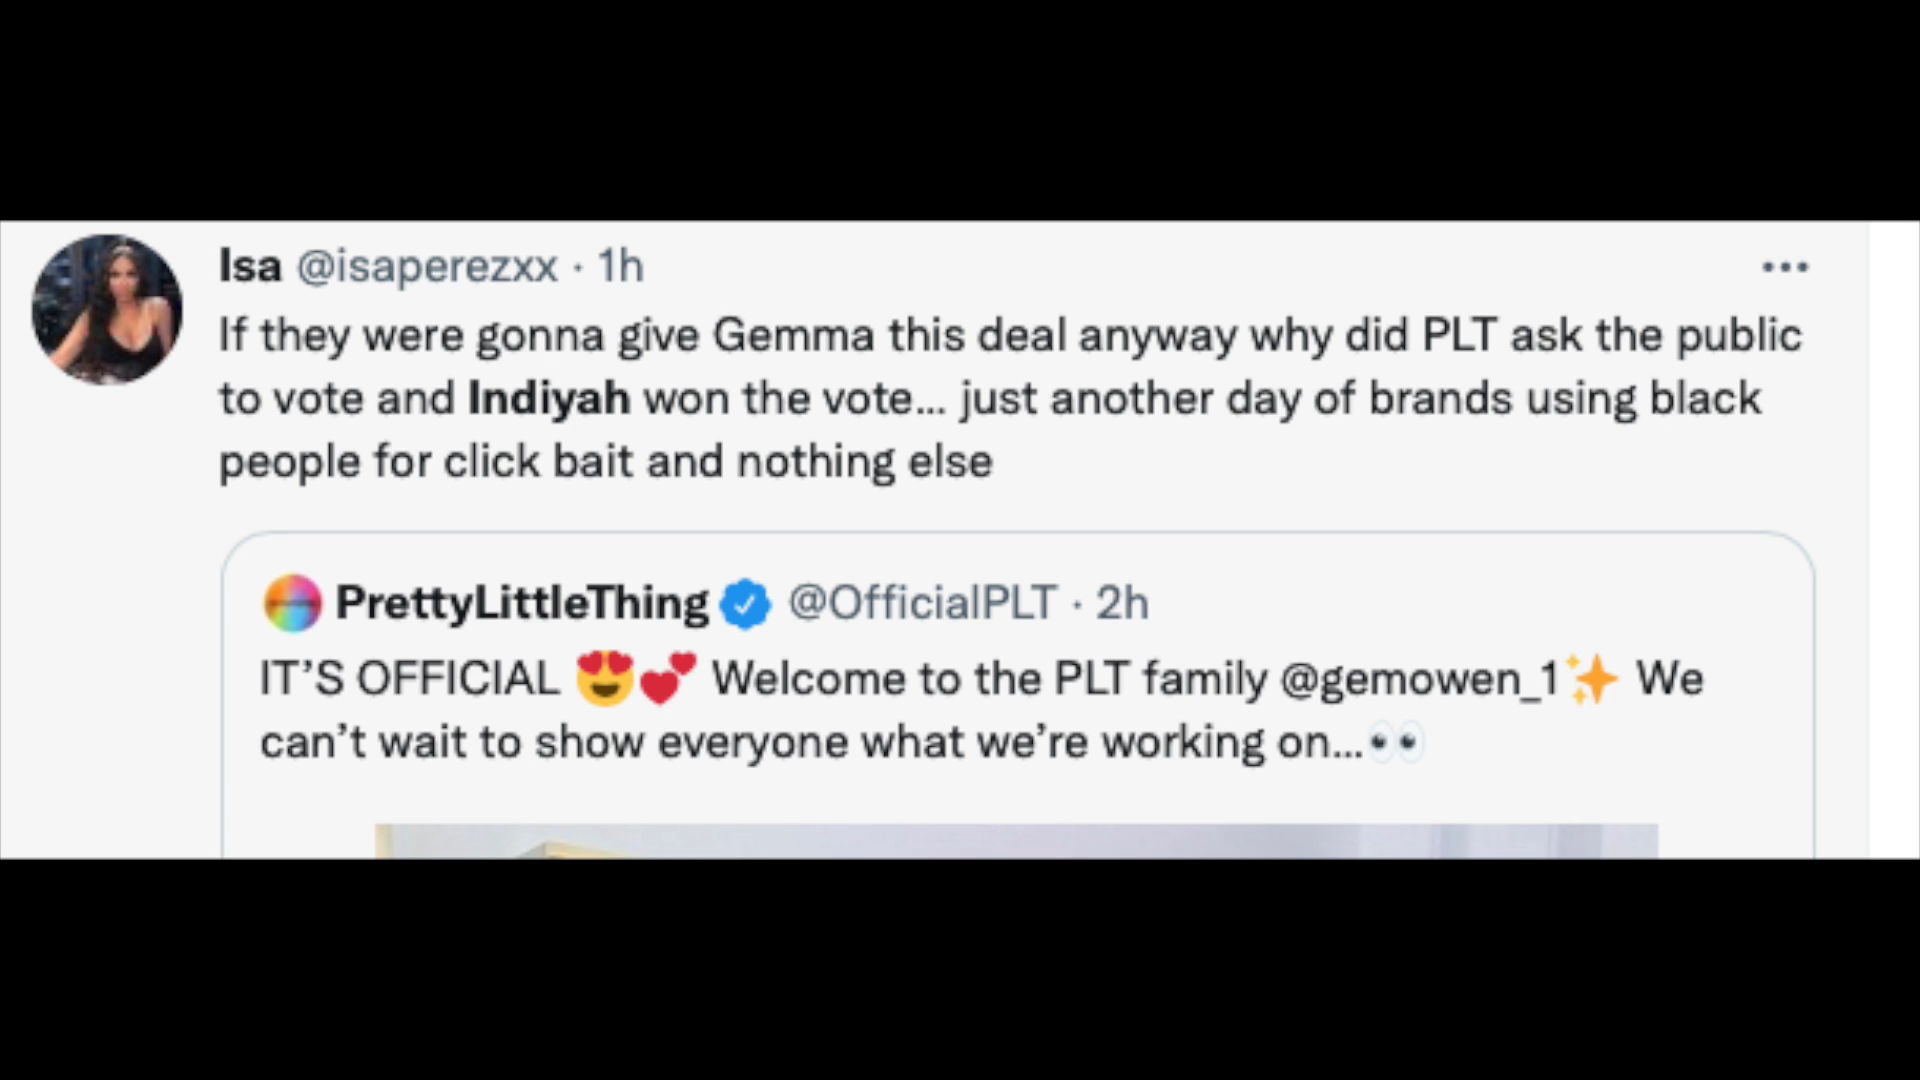 Isa @isaperezxx · 1h
If they were gonna give Gemma this deal anyway why did PLT ask the public
to vote and Indiyah won the vote... just another day of brands using black
people for click bait and nothing else
PrettyLittleThing @OfficialPLT · 2h
IT’S OFFICIAL 😍💕 Welcome to the PLT family @gemowen_1✨ We
can’t wait to show everyone what we’re working on...👀